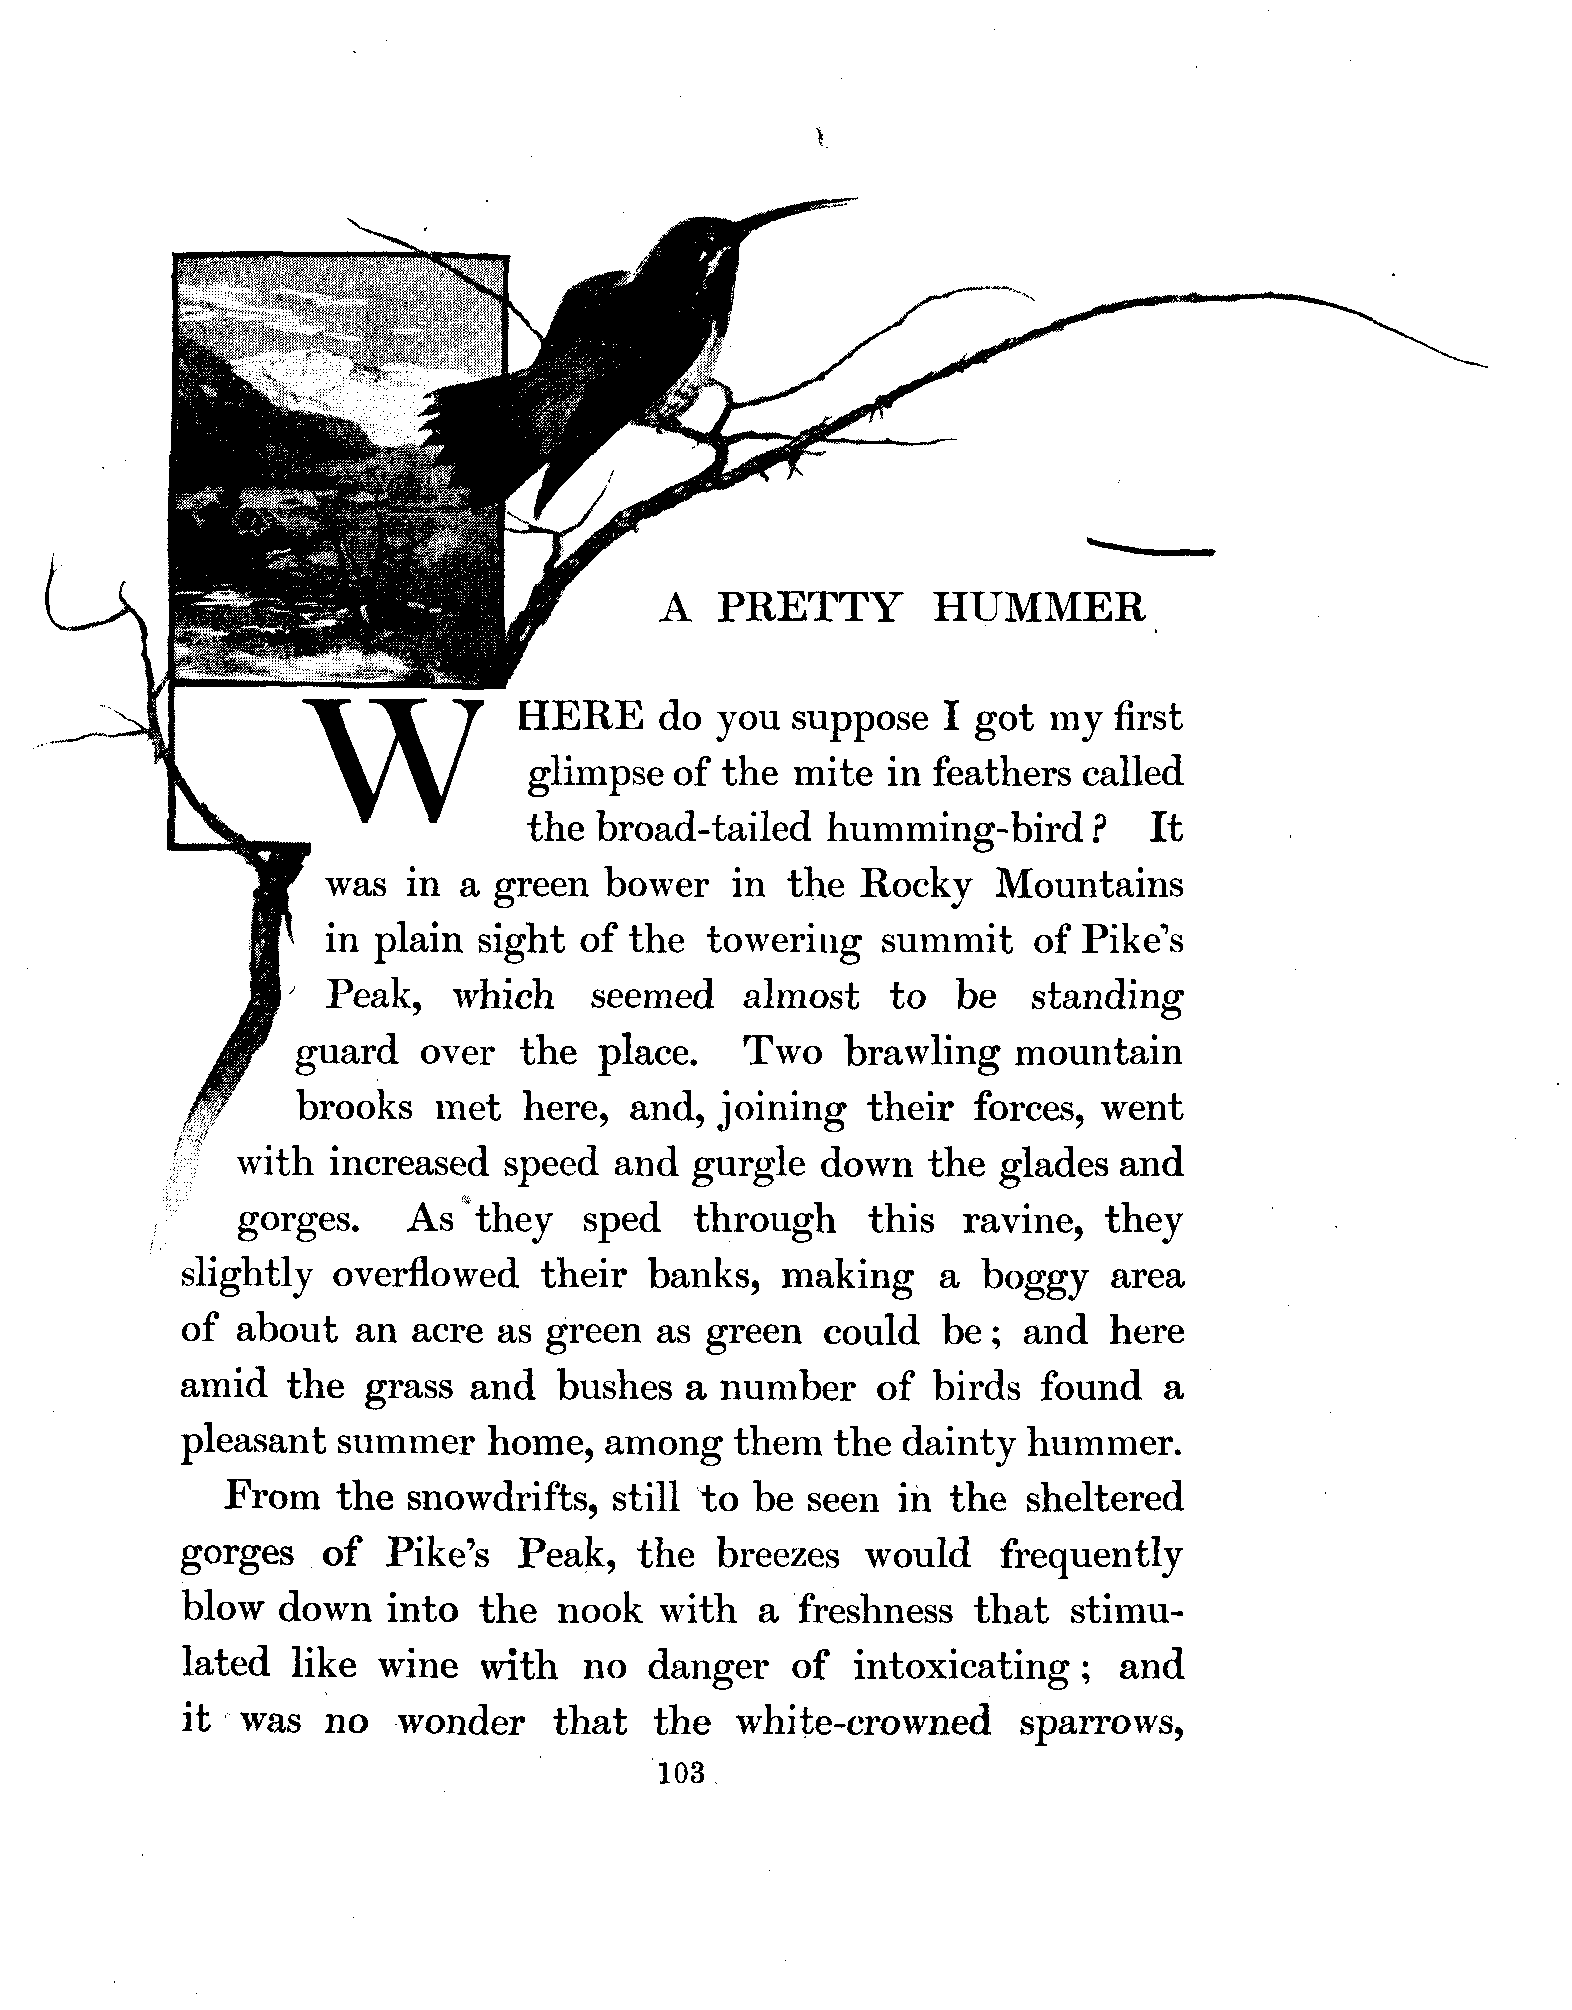 A PRETTY HUMMER
WHERE do you suppose I got my first
glimpse of the mite in feathers called
the broad-tailed humming-bird? It
was in a green bower in the Rocky Mountains
in plain sight of the towering summit of Pike's
Peak, which seemed almost to be standing
guard over the place. Two brawling mountain
brooks met here, and, joining their forces, went
with increased speed and gurgle down the glades and
gorges. As they sped through this ravine, they
slightly overflowed their banks, making a boggy area
of about an acre as green as green could be; and here
amid the grass and bushes a number of birds found a
pleasant summer home, among them the dainty hummer.
From the snowdrifts, still to be seen in the sheltered
gorges of Pike's Peak, the breezes would frequently
blow down into the nook with a freshness that stimu-
lated like wine with no danger of intoxicating; and
it was no wonder that the white-crowned sparrows,
103